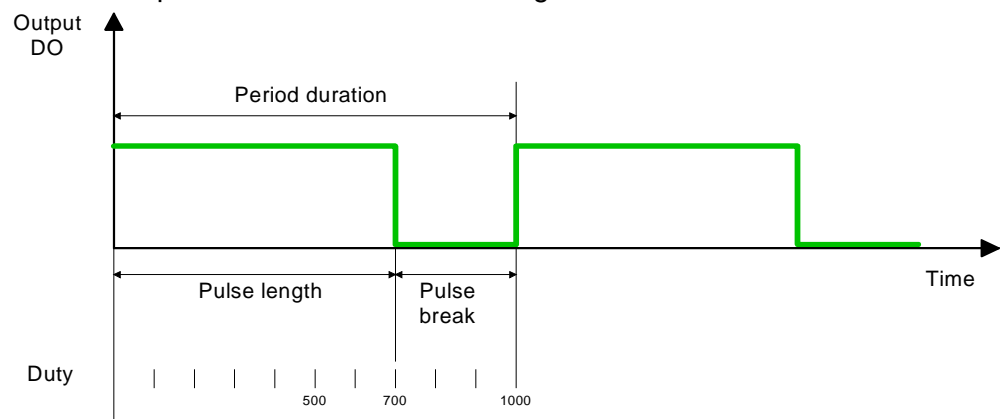 Output
DO
Period duration
Time
Pulse length
Pulse
break
Duty
500
700
1000